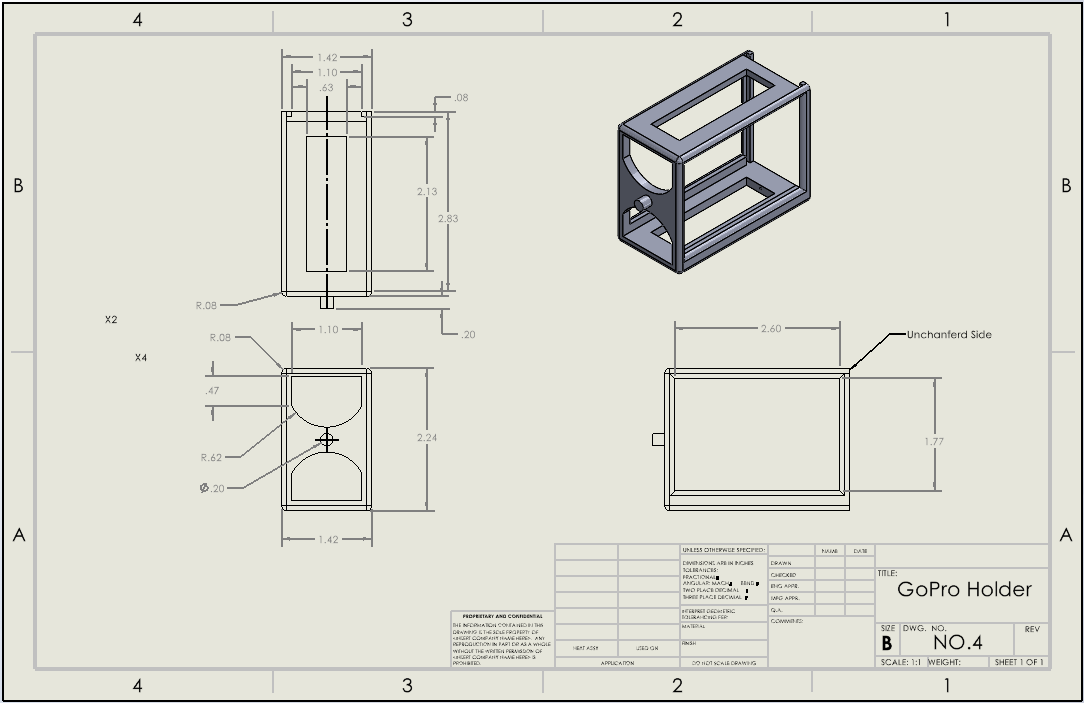 4 3 2 1
1.42
1.10
.63
.08
B B
2.13
2.83
R.08
X2
.20
1.10
R.08
2.60
Unchanferd Side
X4
.47
2.24
1.77
R.62
Ø.20
A A
1.42
UNLESS OTHERWISE SPECIFIED:
NAME DATE
DIMENSIONS ARE IN INCHES
TOLERANCES:
FRACTIONAL
ANGULAR: MACH BEND
TWO PLACE DECIMAL
THREE PLACE DECIMAL
DRAWN
CHECKED
ENG APPR.
MFG APPR.
Q.A.
COMMENTS:
INTERPRET GEOMETRIC
TOLERANCING PER:
MATERIAL
FINISH
DO NOT SCALE DRAWING
NEXT ASSY USED ON
APPLICATION
PROPRIETARY AND CONFIDENTIAL
THE INFORMATION CONTAINED IN THIS
DRAWING IS THE SOLE PROPERTY OF
<INSERT COMPANY NAME HERE>. ANY
REPRODUCTION IN PART OR AS A WHOLE
WITHOUT THE WRITTEN PERMISSION OF
<INSERT COMPANY NAME HERE> IS
PROHIBITED.
TITLE:
GoPro Holder
SIZE DWG. NO. REV
B NO.4
SCALE: 1:1 WEIGHT: SHEET 1 OF 1
4 3 2 1